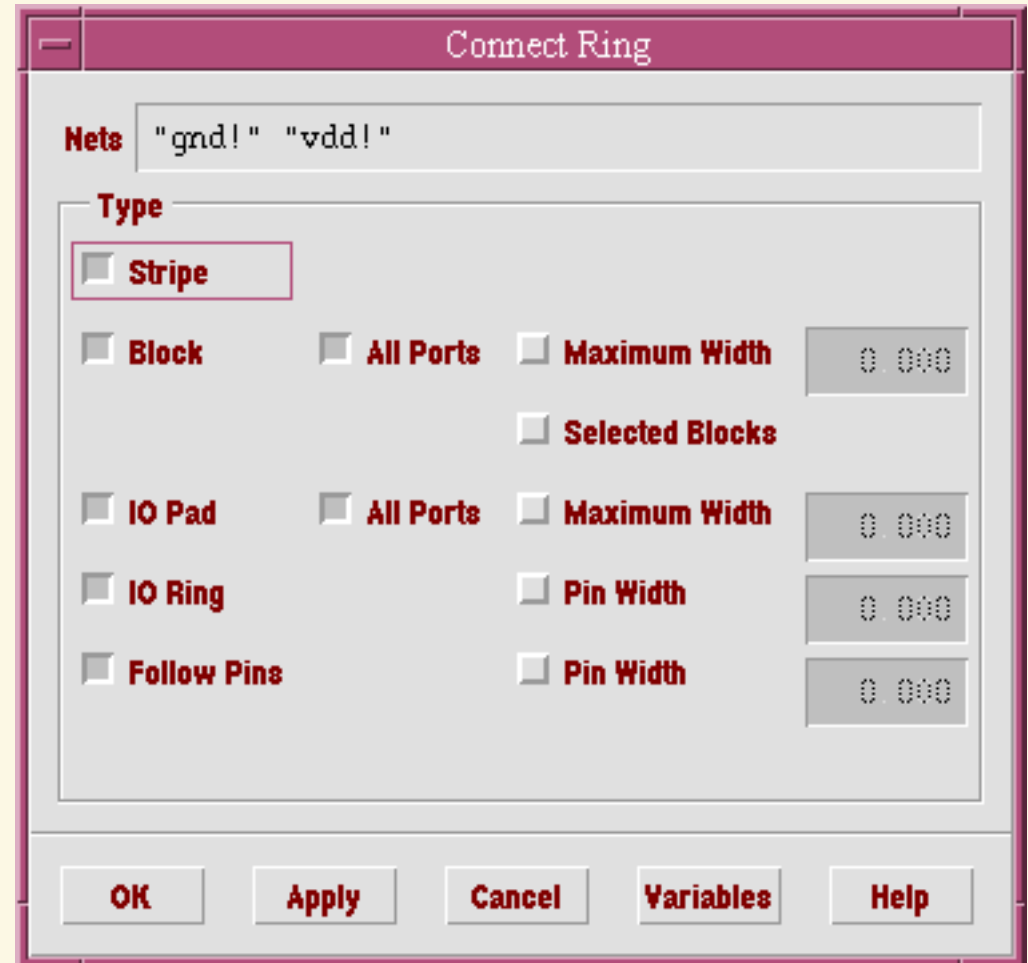 Connect Ring
Nets "gnd!" "vdd!"
Type
Stripe
Block All Ports Maximum Width 0.000
Selected Blocks
IO Pad All Ports Maximum Width 0.000
IO Ring Pin Width 0.000
Follow Pins Pin Width 0.000
OK Apply Cancel Variables Help